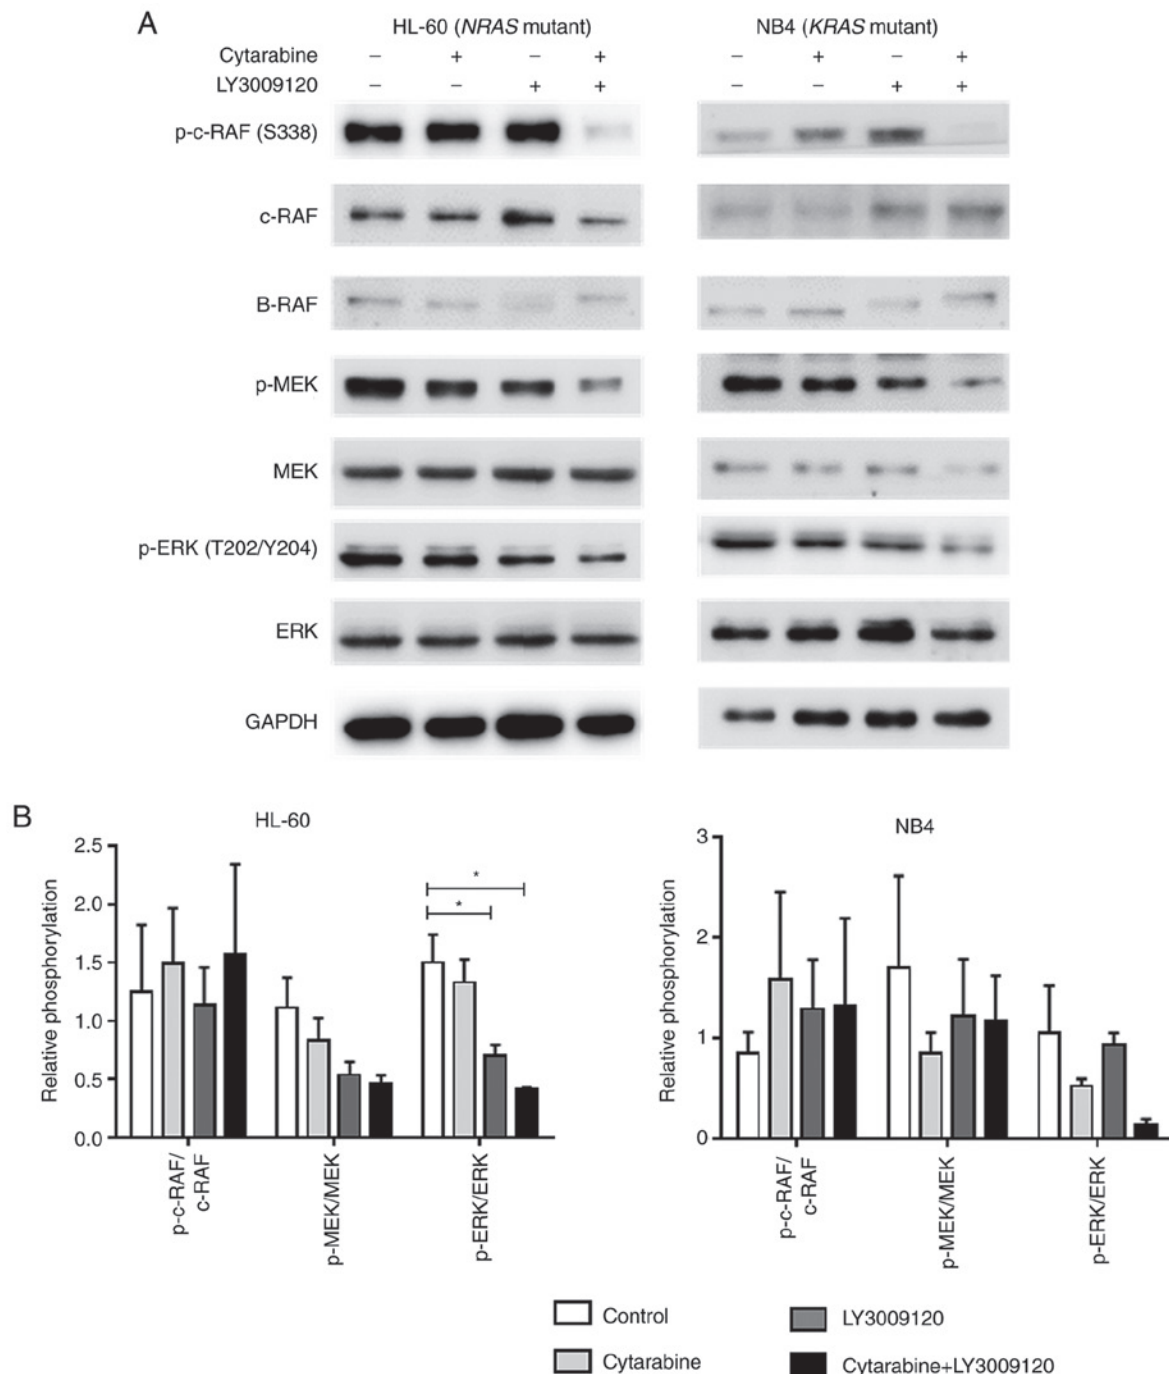 A
HL-60 (NRAS mutant) NB4 (KRAS mutant)
Cytarabine − + − + − + − +
LY3009120 − − + + − − + +
p-c-RAF (S338)
c-RAF
B-RAF
p-MEK
MEK
p-ERK (T202/Y204)
ERK
GAPDH
B
HL-60
2.5
2.0
1.5
1.0
0.5
0.0
Relative phosphorylation
*
*
p-c-RAF/
c-RAF
p-MEK/MEK
p-ERK/ERK
NB4
3
2
1
0
Relative phosphorylation
p-c-RAF/
c-RAF
p-MEK/MEK
p-ERK/ERK
Control
LY3009120
Cytarabine
Cytarabine+LY3009120